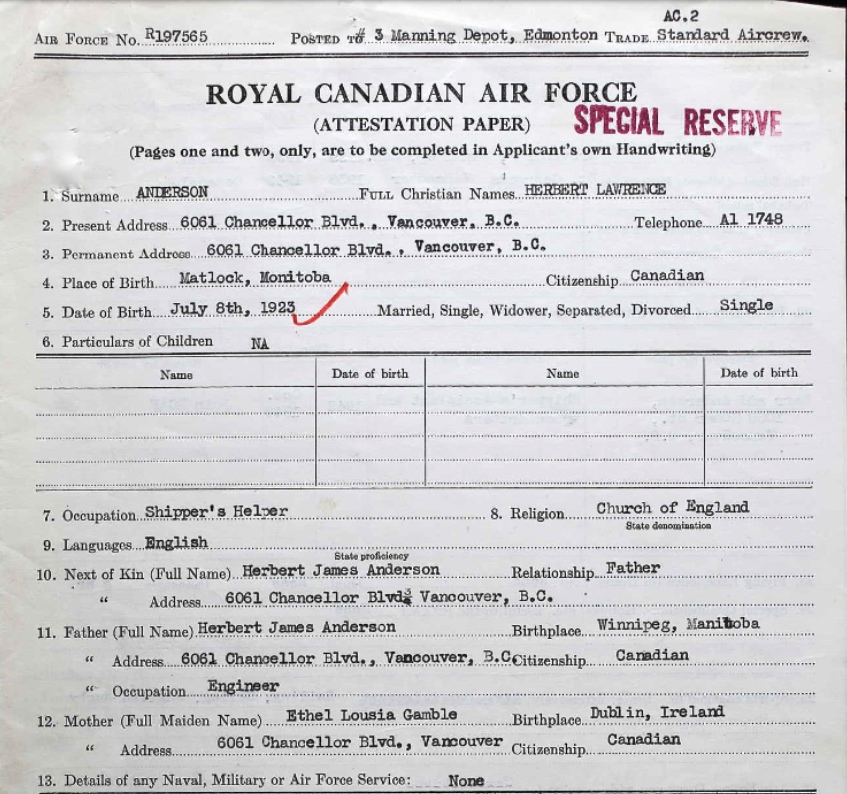 AC.2
AIR FORCE No. R197565 POSTED TO # 3 Manning Depot, Edmonton TRADE Standard Aircrew.
ROYAL CANADIAN AIR FORCE
(ATTESTATION PAPER) SPECIAL RESERVE
(Pages one and two, only, are to be completed in Applicant's own Handwriting)
1. Surname ANDERSON FULL Christian Names HERBERT LAWRENCE
2. Present Address 6061 Chancellor Blvd., Vancouver, B.C. Telephone Al 1748
3. Permanent Address 6061 Chancellor Blvd., Vancouver, B.C.
4. Place of Birth Matlock, Monitoba Citizenship Canadian
5. Date of Birth July 8th, 1923 Married, Single, Widower, Separated, Divorced Single
6. Particulars of Children NA
Name Date of birth Name Date of birth
7. Occupation Shipper's Helper 8. Religion Church of England
State denomination
9. Languages English
State proficiency
10. Next of Kin (Full Name) Herbert James Anderson Relationship Father
" Address 6061 Chancellor Blvd., Vancouver, B.C.
11. Father (Full Name) Herbert James Anderson Birthplace Winnipeg, Manitoba
" Address 6061 Chancellor Blvd., Vancouver, B.C. Citizenship Canadian
" Occupation Engineer
12. Mother (Full Maiden Name) Ethel Lousia Gamble Birthplace Dublin, Ireland
" Address 6061 Chancellor Blvd., Vancouver Citizenship Canadian
13. Details of any Naval, Military or Air Force Service: None